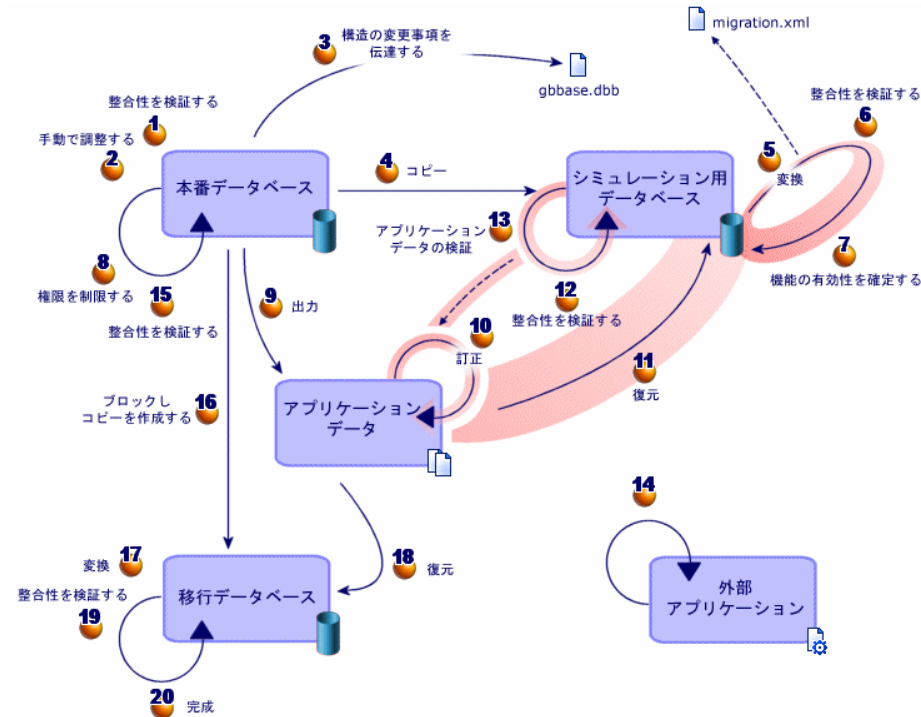 migration.xml
3
構造の変更事項を
伝達する
gbbase.dbb
整合性を検証する
1
手動で調整する
2
整合性を検証する
6
5
変換
4
コピー
本番データベース
シミュレーション用
データベース
アプリケーション
データの検証
13
7
機能の有効性を確定する
8
権限を制限する
15
整合性を検証する
9
出力
12
整合性を検証する
10
訂正
11
復元
ブロックし
コピーを作成する
16
アプリケーション
データ
14
変換
17
18
復元
整合性を検証する
19
移行データベース
外部
アプリケーション
20
完成